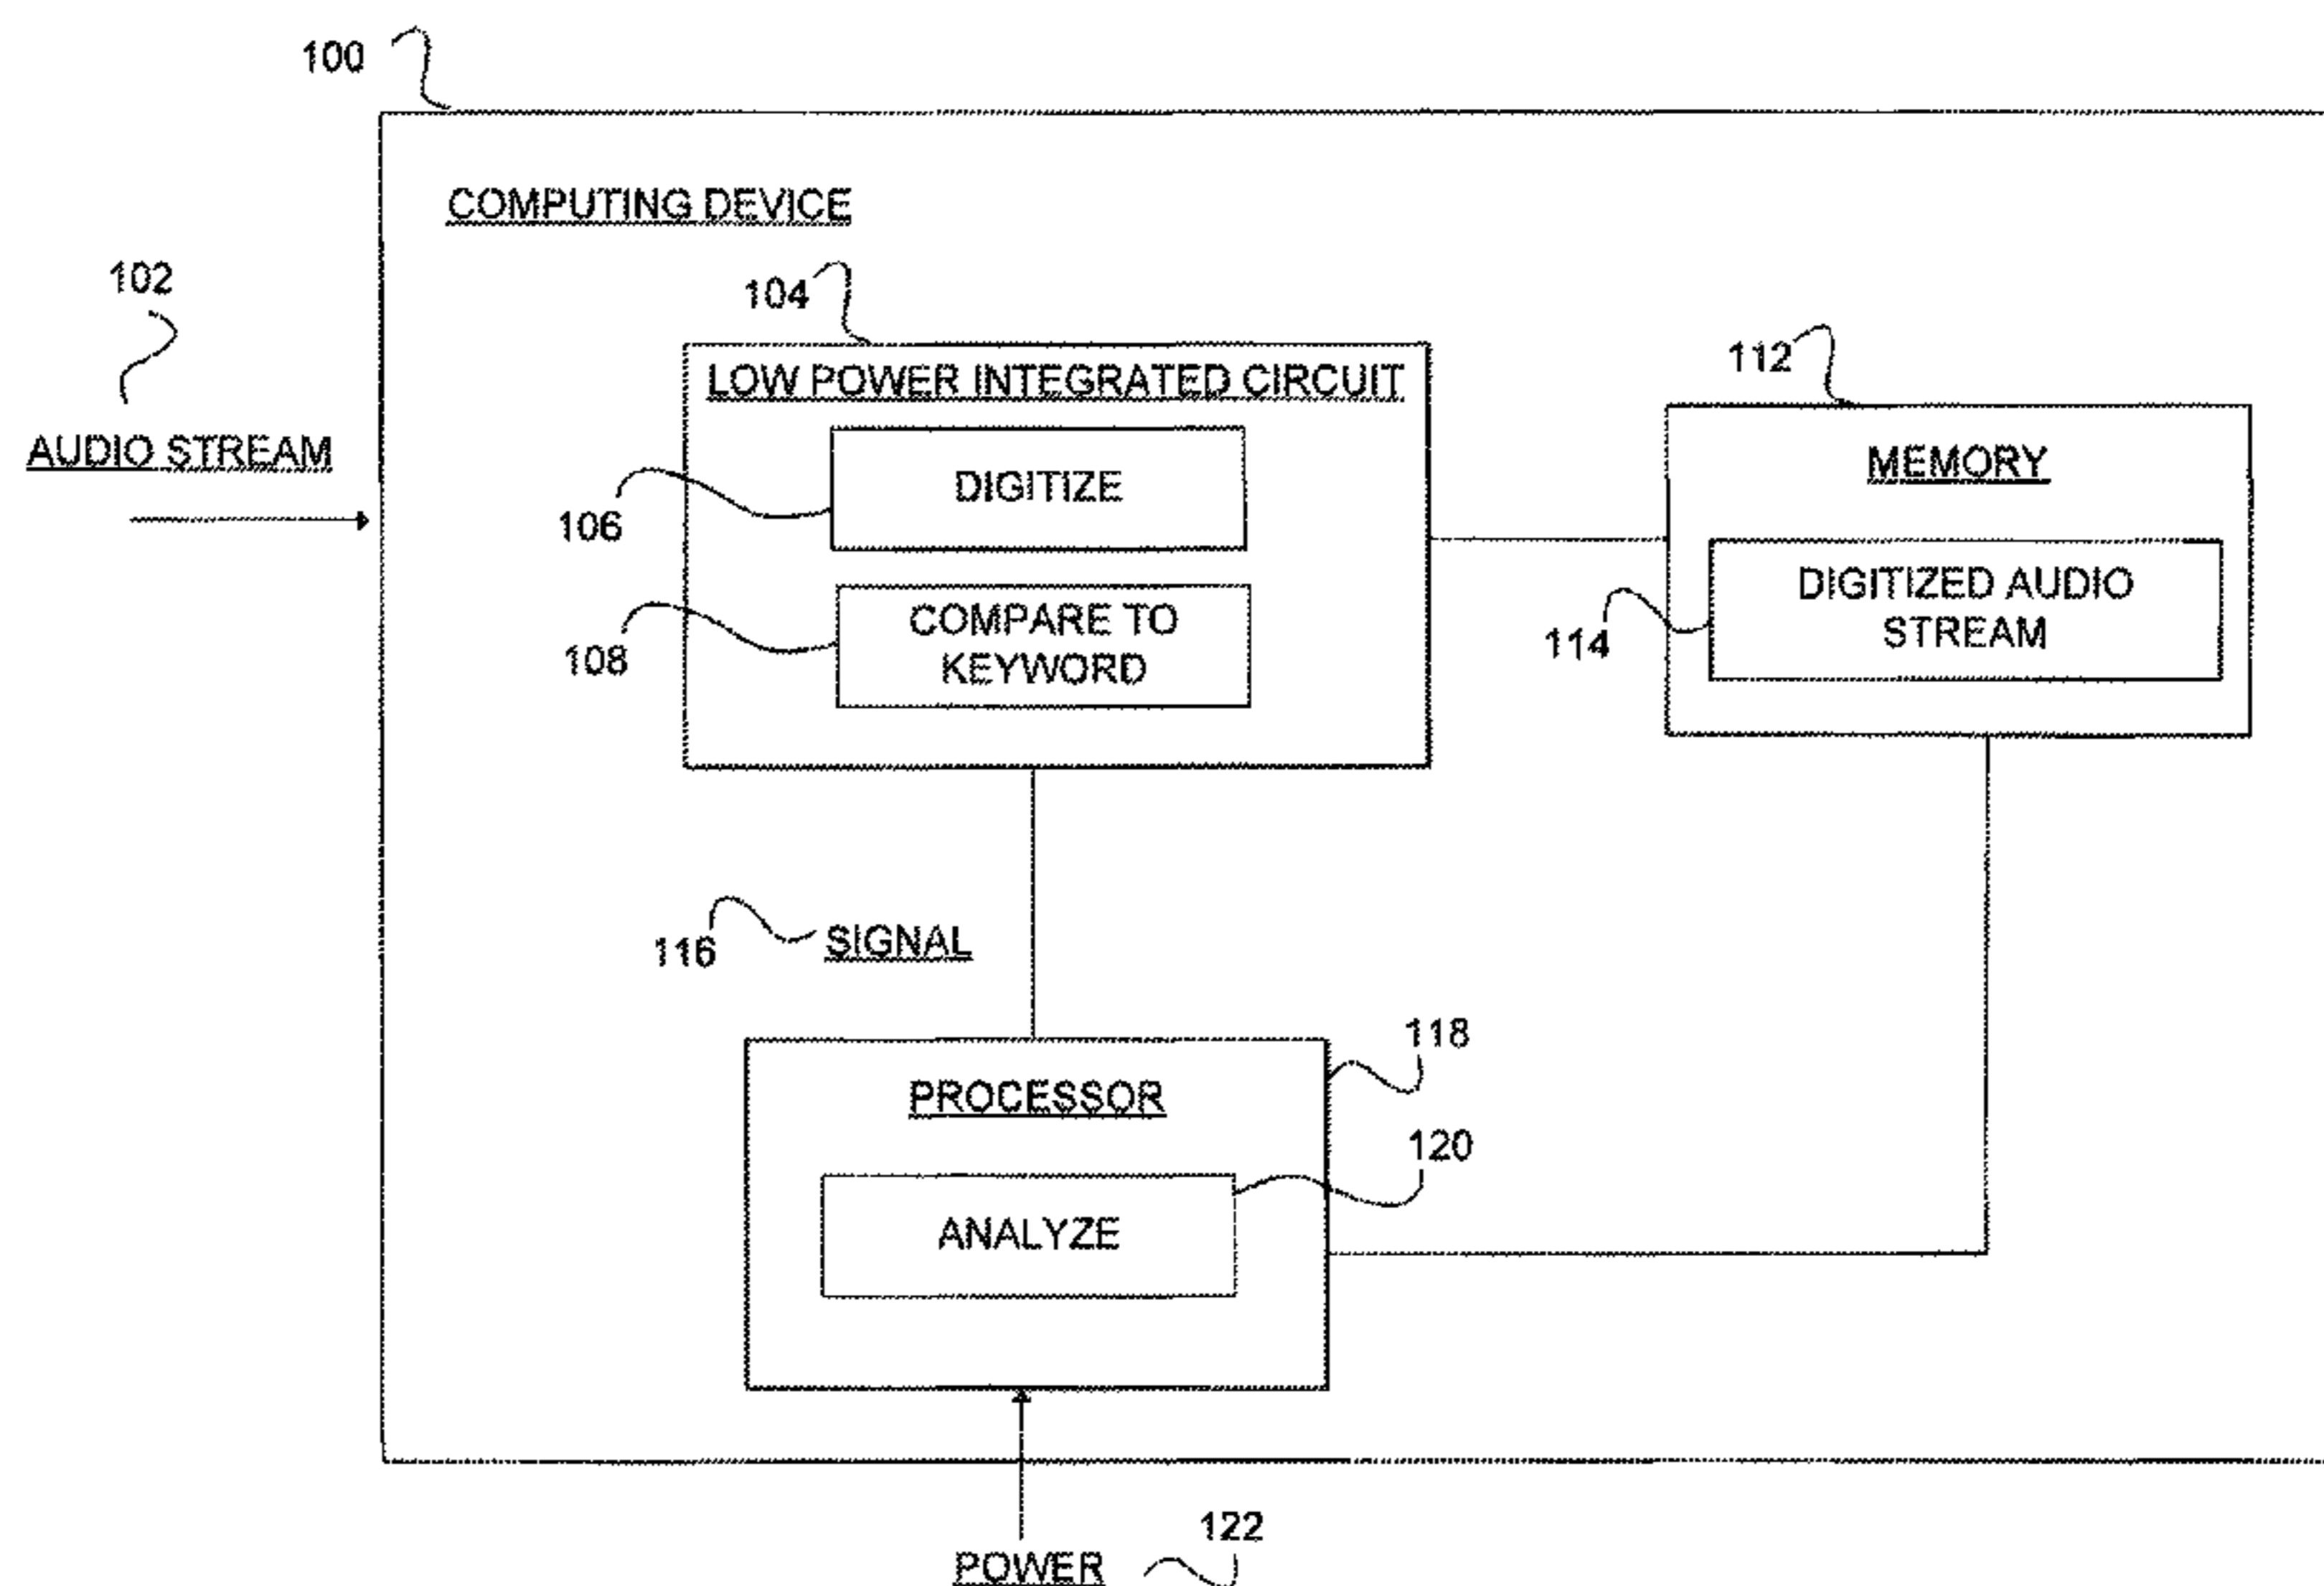 100
COMPUTING DEVICE
102
AUDIO STREAM
104
LOW POWER INTEGRATED CIRCUIT
DIGITIZE
106
COMPARE TO
KEYWORD
108
112
MEMORY
DIGITIZED AUDIO
STREAM
114
116
SIGNAL
118
PROCESSOR
120
ANALYZE
122
POWER